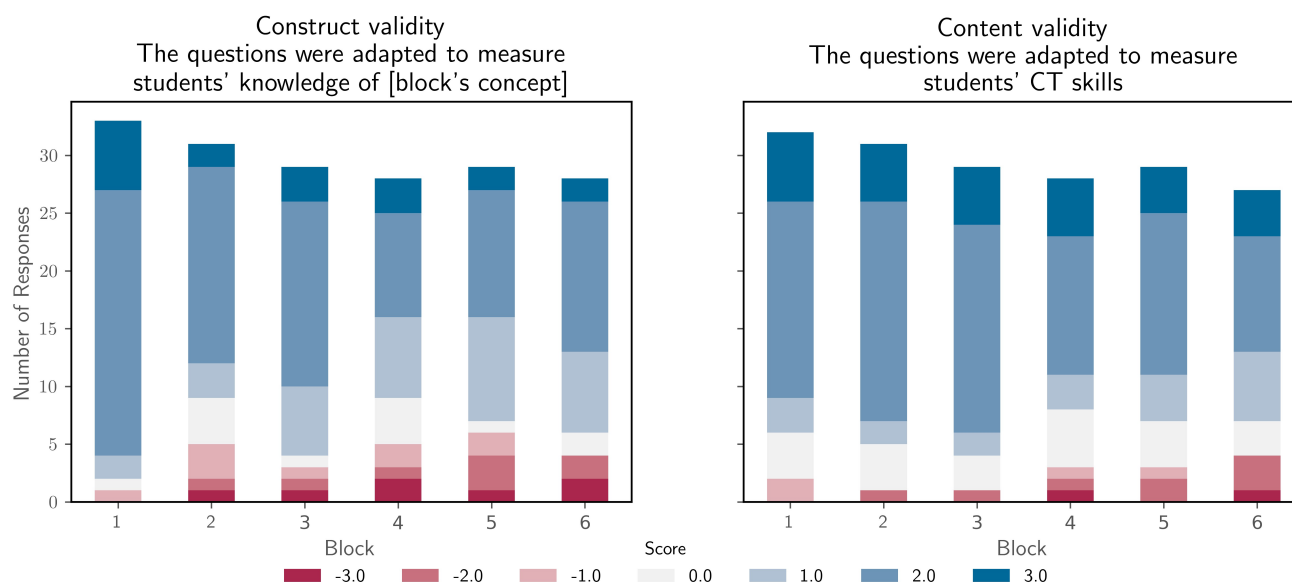 Construct validity
The questions were adapted to measure
students' knowledge of [block's concept]
Number of Responses
30
25
20
15
10
5
0
1 2 3 4 5 6
Block
Content validity
The questions were adapted to measure
students' CT skills
1 2 3 4 5 6
Block
Score
-3.0 -2.0 -1.0 0.0 1.0 2.0 3.0